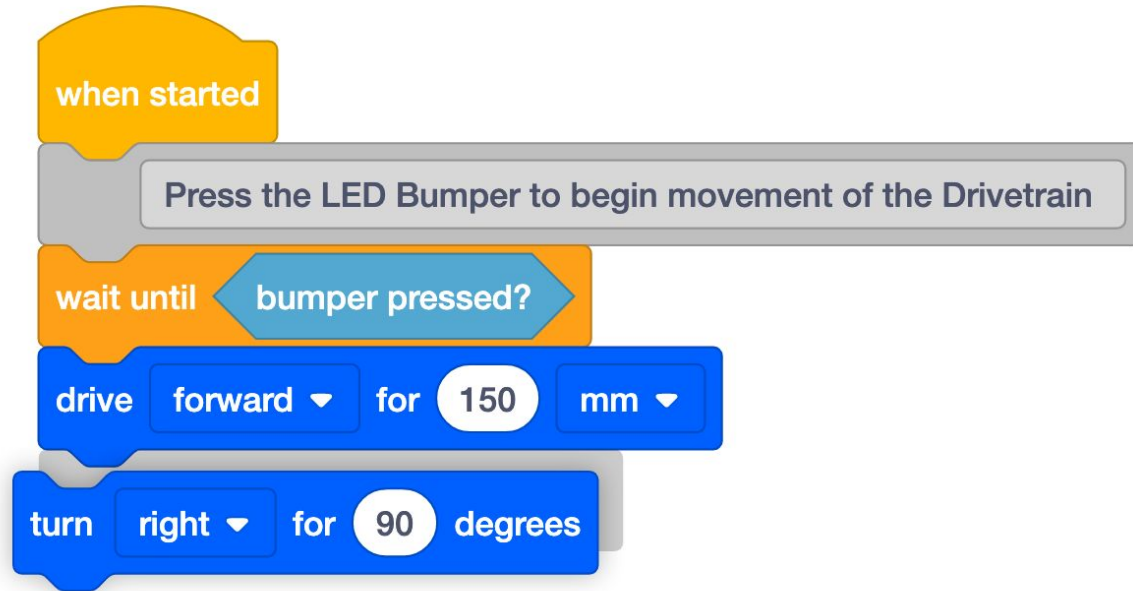 when started
Press the LED Bumper to begin movement of the Drivetrain
wait until bumper pressed?
drive forward for 150 mm
turn right for 90 degrees